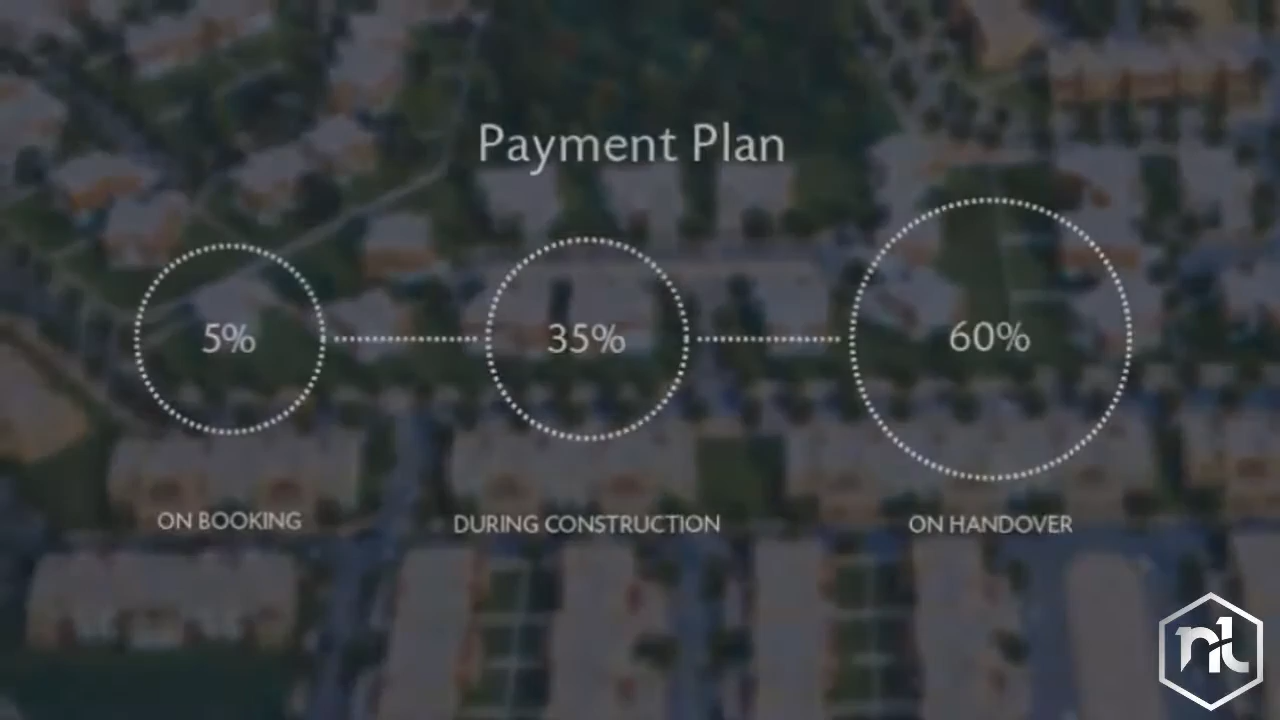 Payment Plan
5%
35%
60%
ON BOOKING
DURING CONSTRUCTION
ON HANDOVER